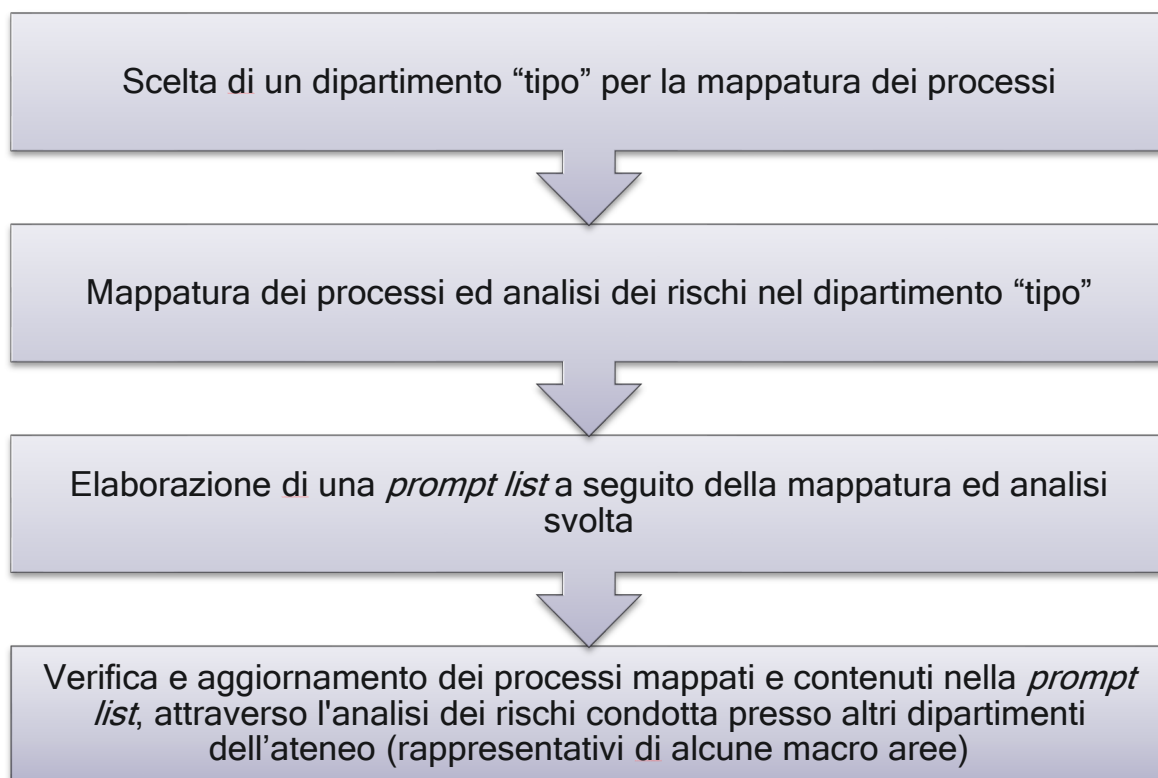 Scelta di un dipartimento “tipo” per la mappatura dei processi
Mappatura dei processi ed analisi dei rischi nel dipartimento “tipo”
Elaborazione di una prompt list a seguito della mappatura ed analisi
svolta
Verifica e aggiornamento dei processi mappati e contenuti nella prompt
list, attraverso l'analisi dei rischi condotta presso altri dipartimenti
dell’ateneo (rappresentativi di alcune macro aree)